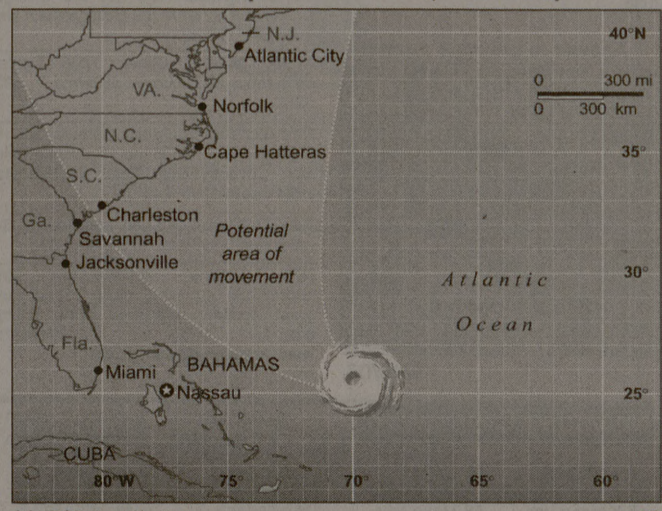 N.J.
40°N
Atlantic City
0 300 mi
0 300 km
VA.
Norfolk
N.C.
Cape Hatteras
35°
S.C.
Charleston
Ga.
Savannah
Jacksonville
Potential
area of
movement
30°
Atlantic
Ocean
Fla.
Miami
BAHAMAS
Nassau
25°
CUBA
80°W
75°
70°
65°
60°